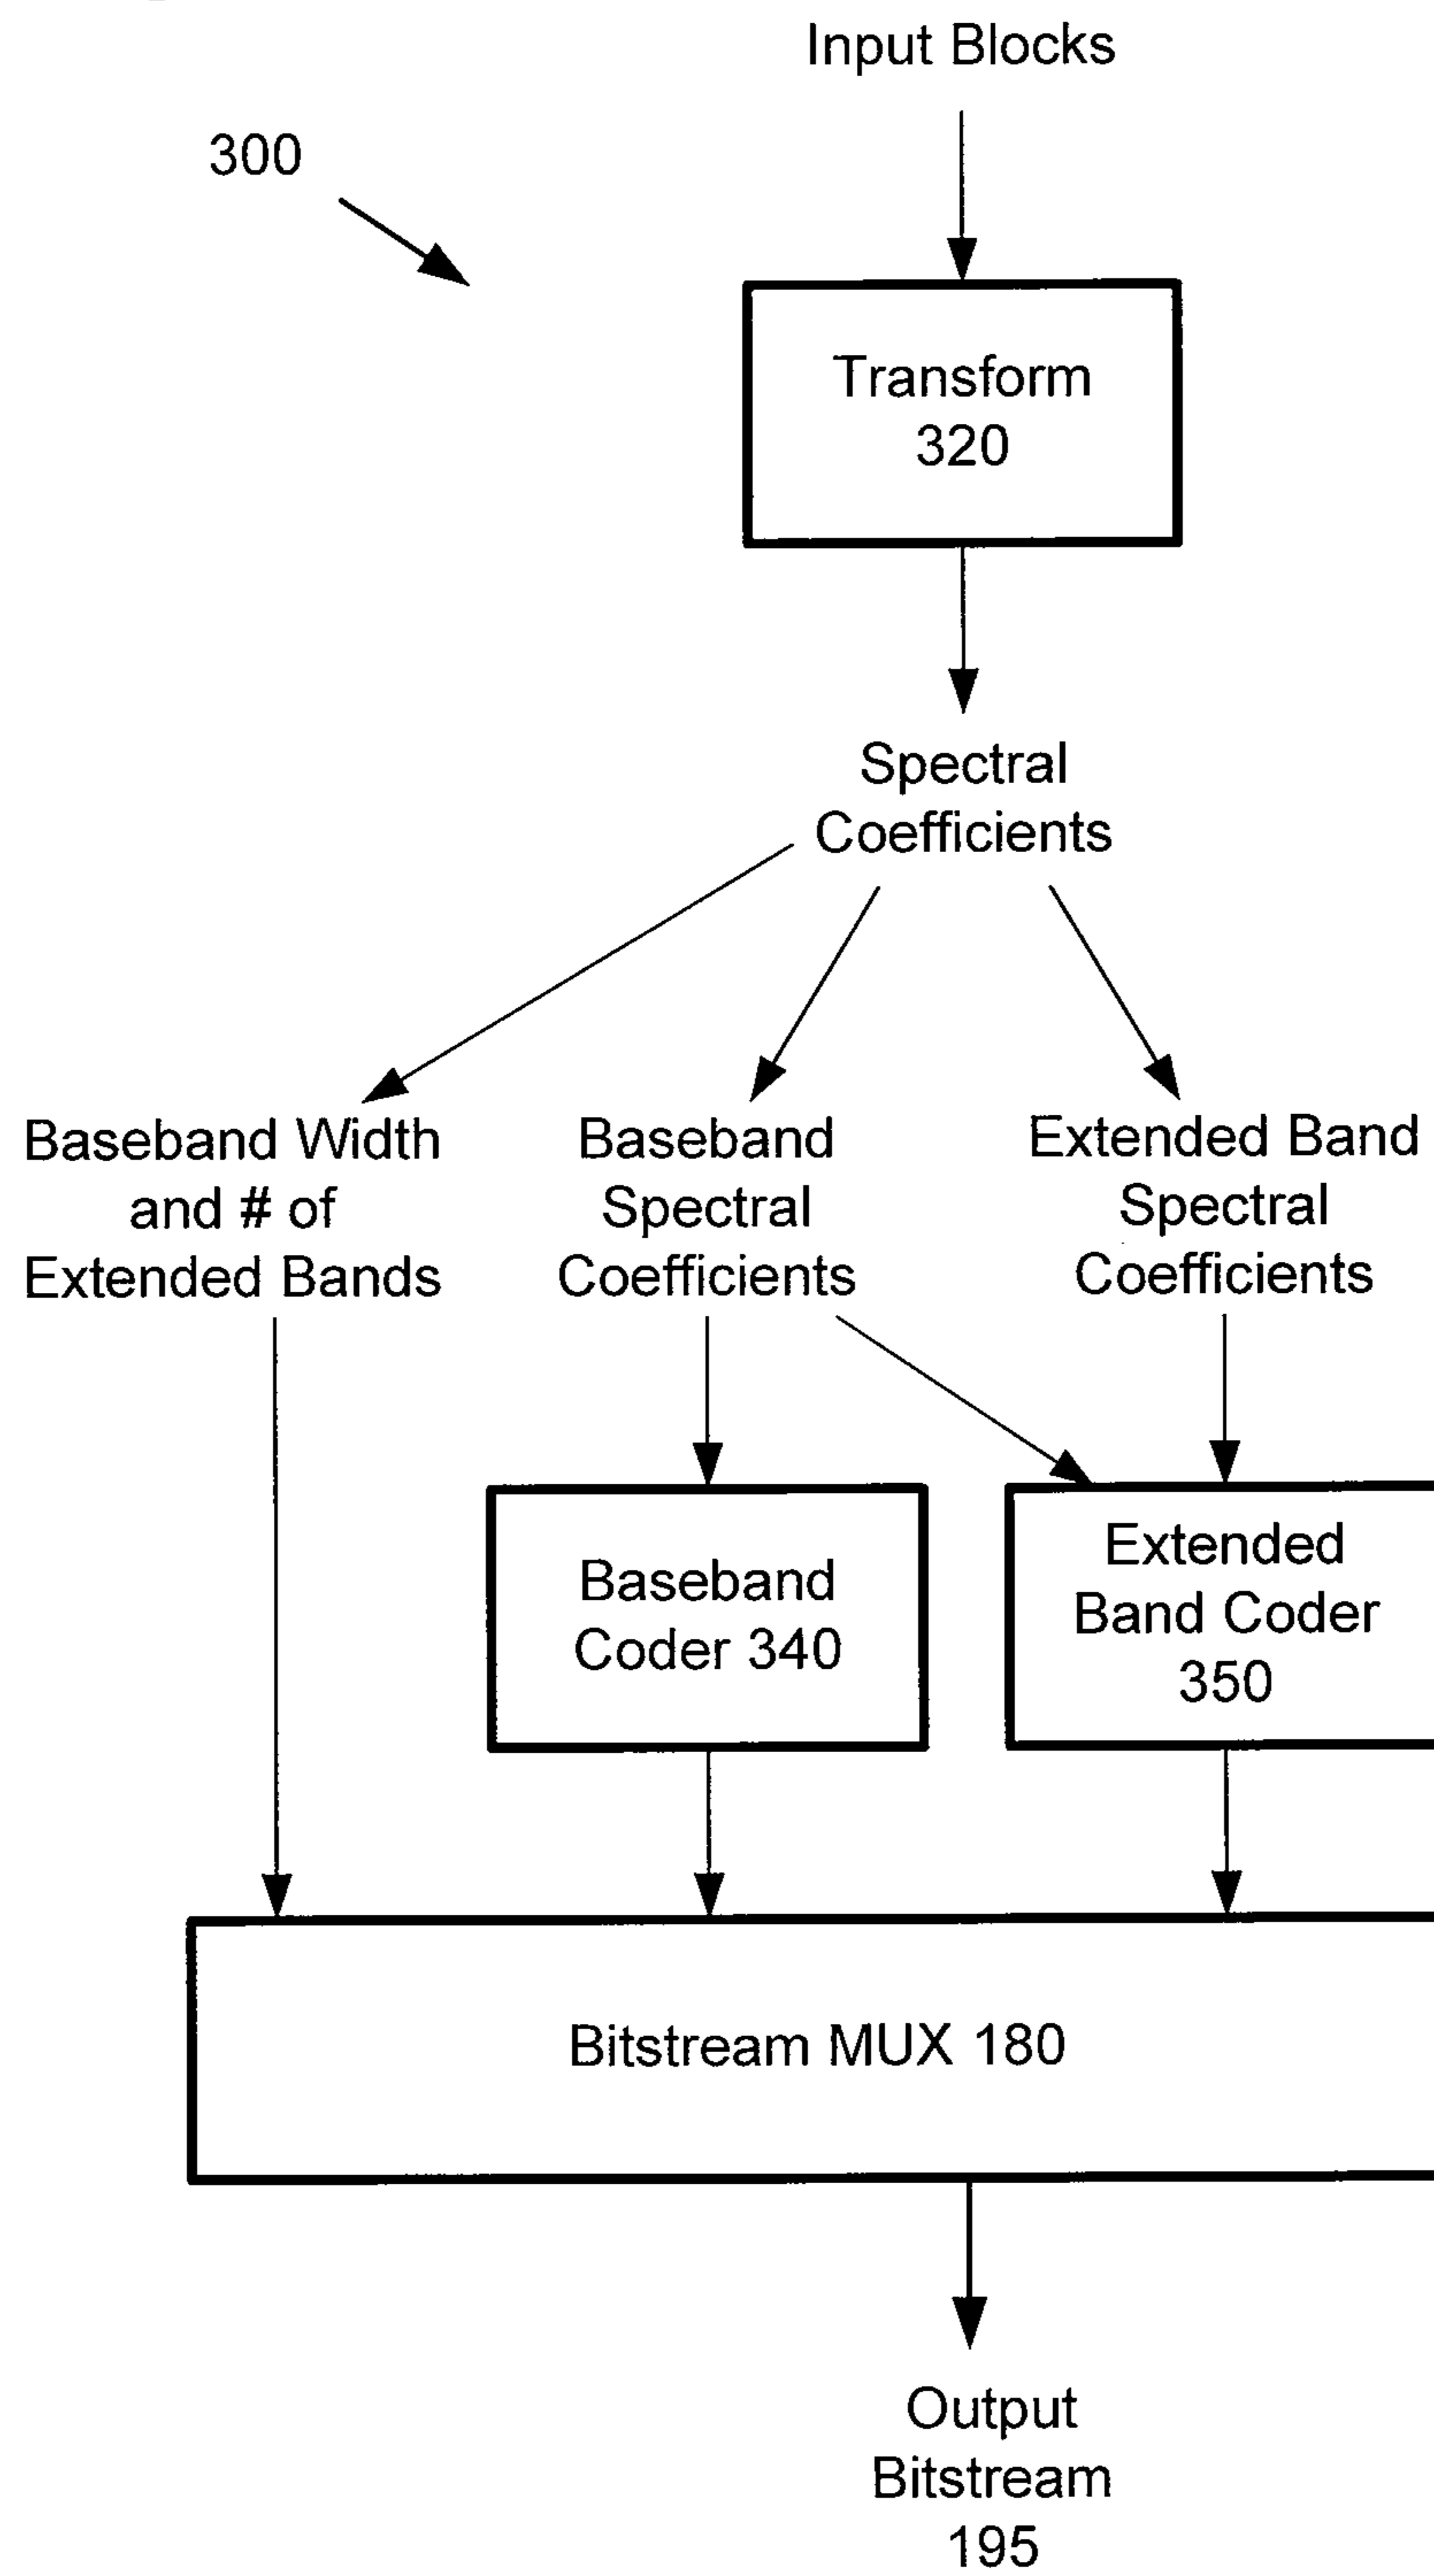 Input Blocks
300
Transform
320
Spectral
Coefficients
Baseband Width
and # of
Extended Bands
Baseband
Spectral
Coefficients
Extended Band
Spectral
Coefficients
Baseband
Coder 340
Extended
Band Coder
350
Bitstream MUX 180
Output
Bitstream
195